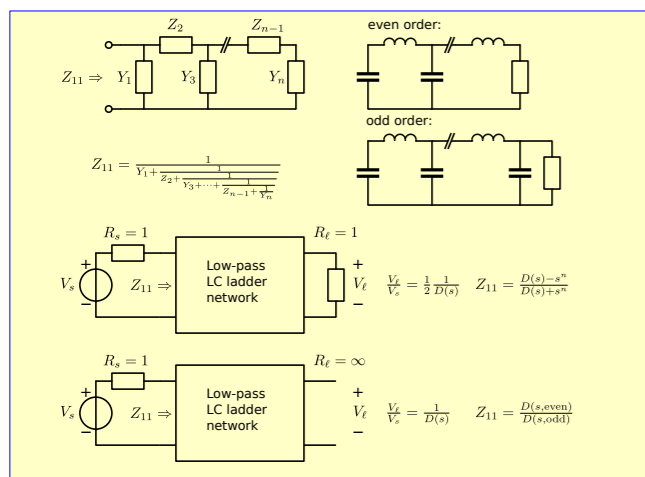 Z_2 Z_{n-1} even order:
Z_{11} ⇒ Y_1 Y_3 Y_n
odd order:
Z_{11} = \frac{1}{Y_1+\frac{1}{Z_2+\frac{1}{Y_3+\cdots+\frac{1}{Z_{n-1}+\frac{1}{Y_n}}}}}
R_s = 1 R_ℓ = 1
+ +
V_s Z_{11} ⇒ Low-pass LC ladder network V_ℓ \frac{V_ℓ}{V_s} = \frac{1}{2} \frac{1}{D(s)} Z_{11} = \frac{D(s)-s^n}{D(s)+s^n}
− −
R_s = 1 R_ℓ = ∞
+ +
V_s Z_{11} ⇒ Low-pass LC ladder network V_ℓ \frac{V_ℓ}{V_s} = \frac{1}{D(s)} Z_{11} = \frac{D(s,even)}{D(s,odd)}
− −